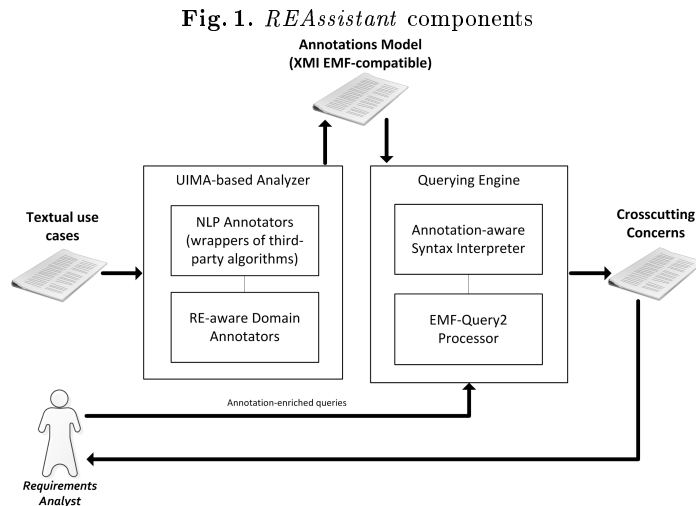 Fig. 1. REAssistant components
Annotations Model
(XMI EMF-compatible)
UIMA-based Analyzer
Querying Engine
Textual use
cases
NLP Annotators
(wrappers of third-
party algorithms)
Annotation-aware
Syntax Interpreter
Crosscutting
Concerns
RE-aware Domain
Annotators
EMF-Query2
Processor
Annotation-enriched queries
Requirements
Analyst